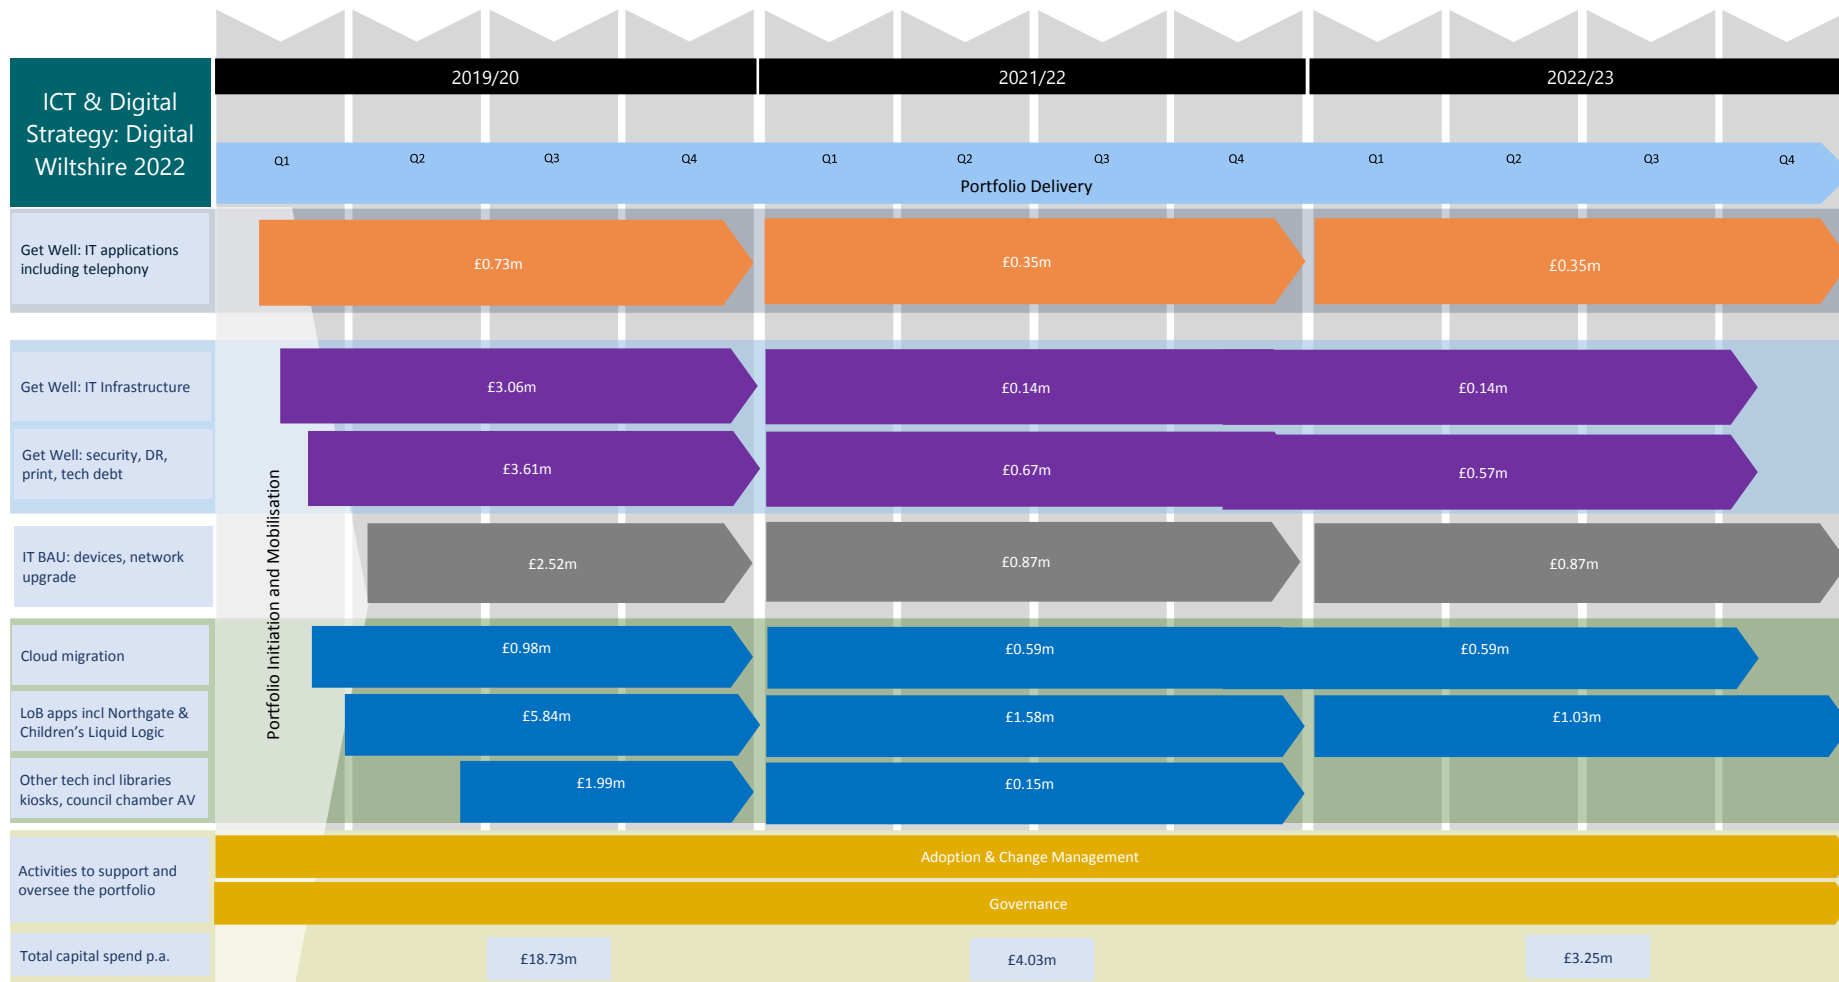 ICT & Digital
Strategy: Digital
Wiltshire 2022
2019/20
2021/22
2022/23
Q1
Q2
Q3
Q4
Q1
Q2
Q3
Q4
Q1
Q2
Q3
Q4
Portfolio Delivery
Portfolio Initiation and Mobilisation
Get Well: IT applications
including telephony
£0.73m
£0.35m
£0.35m
Get Well: IT Infrastructure
£3.06m
£0.14m
£0.14m
Get Well: security, DR,
print, tech debt
£3.61m
£0.67m
£0.57m
IT BAU: devices, network
upgrade
£2.52m
£0.87m
£0.87m
Cloud migration
£0.98m
£0.59m
£0.59m
LoB apps incl Northgate &
Children’s Liquid Logic
£5.84m
£1.58m
£1.03m
Other tech incl libraries
kiosks, council chamber AV
£1.99m
£0.15m
Activities to support and
oversee the portfolio
Adoption & Change Management
Governance
Total capital spend p.a.
£18.73m
£4.03m
£3.25m